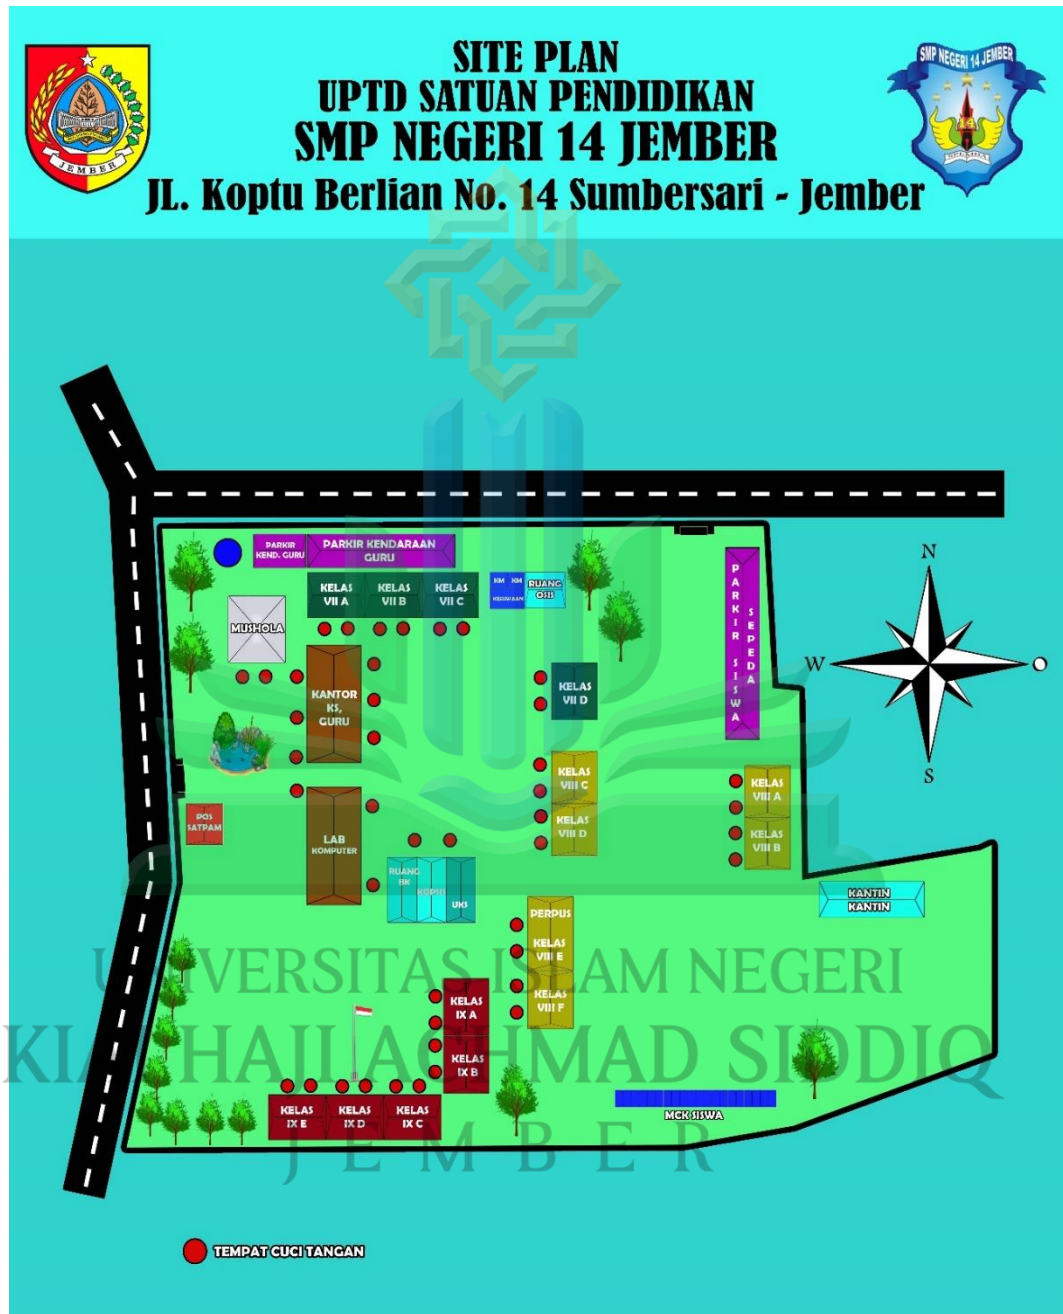 SITE PLAN
UPTD SATUAN PENDIDIKAN
SMP NEGERI 14 JEMBER
JL. Koptu Berlian No. 14 Sumbersari - Jember
JEMBER
SMP NEGERI 14 JEMBER
14
PARKIR
KEND. GURU
PARKIR KENDARAAN
GURU
KELAS
VII A
KELAS
VII B
KELAS
VII C
KM KM
RUANG
OSIS
PARKIR SISWA
SEPEDA
N
W
O
S
MUSHOLA
KANTOR
KS,
GURU
KELAS
VII D
KELAS
VIII C
KELAS
VIII D
KELAS
VIII A
KELAS
VIII B
POS
SATPAM
LAB
KOMPUTER
RUANG
BK
KOPSIS
UKS
KANTIN
KANTIN
PERPUS
KELAS
VIII E
KELAS
VIII F
KELAS
IX A
KELAS
IX B
KELAS
IX E
KELAS
IX D
KELAS
IX C
MCK SISWA
UNIVERSITAS ISLAM NEGERI
KIAI HAJI ACHMAD SIDDIQ
JEMBER
TEMPAT CUCI TANGAN